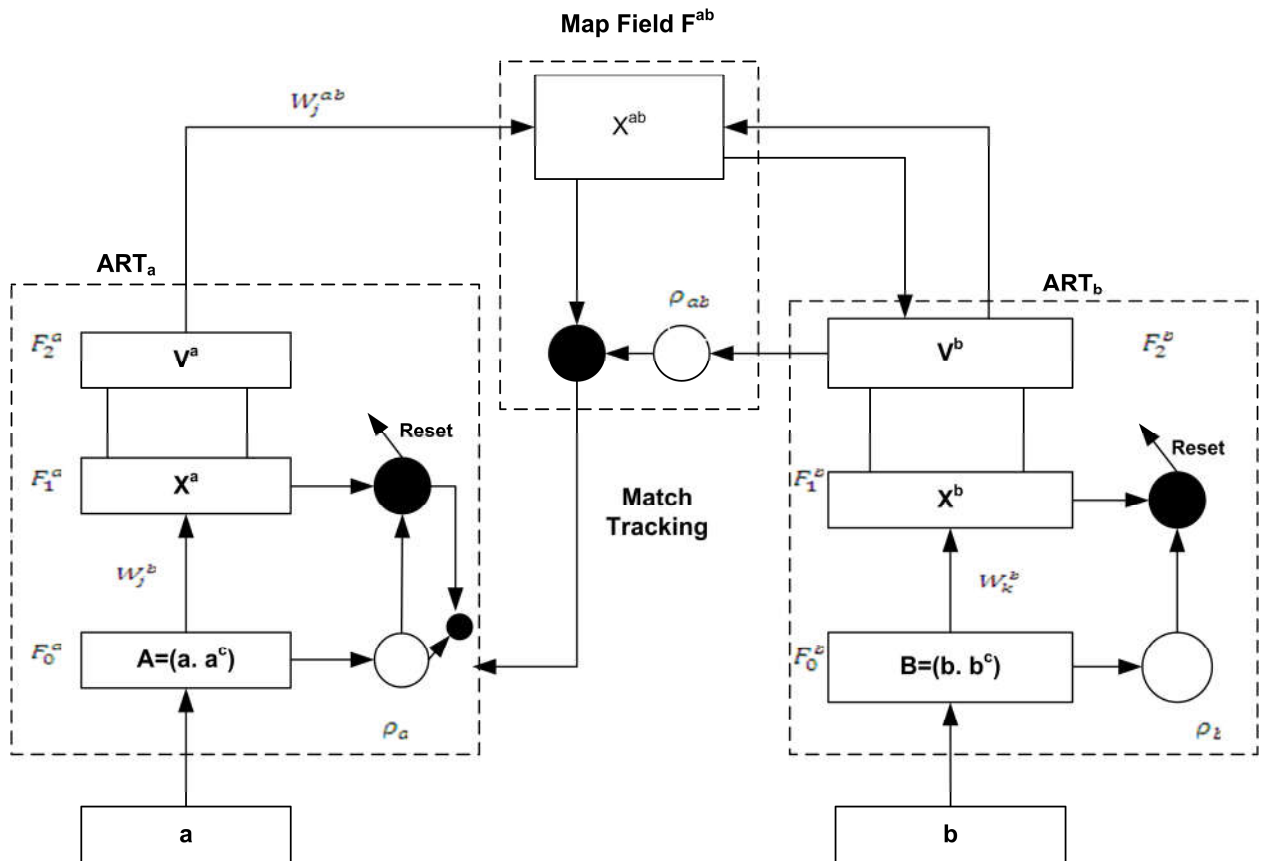 Map Field F^ab
W_j^ab
X^ab
ART_a
ρ_ab
ART_b
F_2^a
V^a
V^b
F_2^b
Reset
Reset
F_1^a
X^a
F_1^b
X^b
Match
Tracking
W_j^b
W_k^b
F_0^a
A=(a. a^c)
F_0^b
B=(b. b^c)
ρ_a
ρ_b
a
b